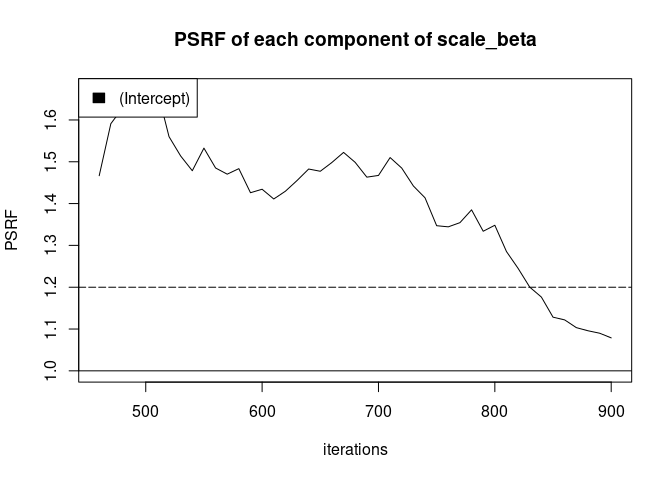 PSRF of each component of scale_beta
(Intercept)
PSRF
1.6
1.5
1.4
1.3
1.2
1.1
1.0
500 600 700 800 900
iterations